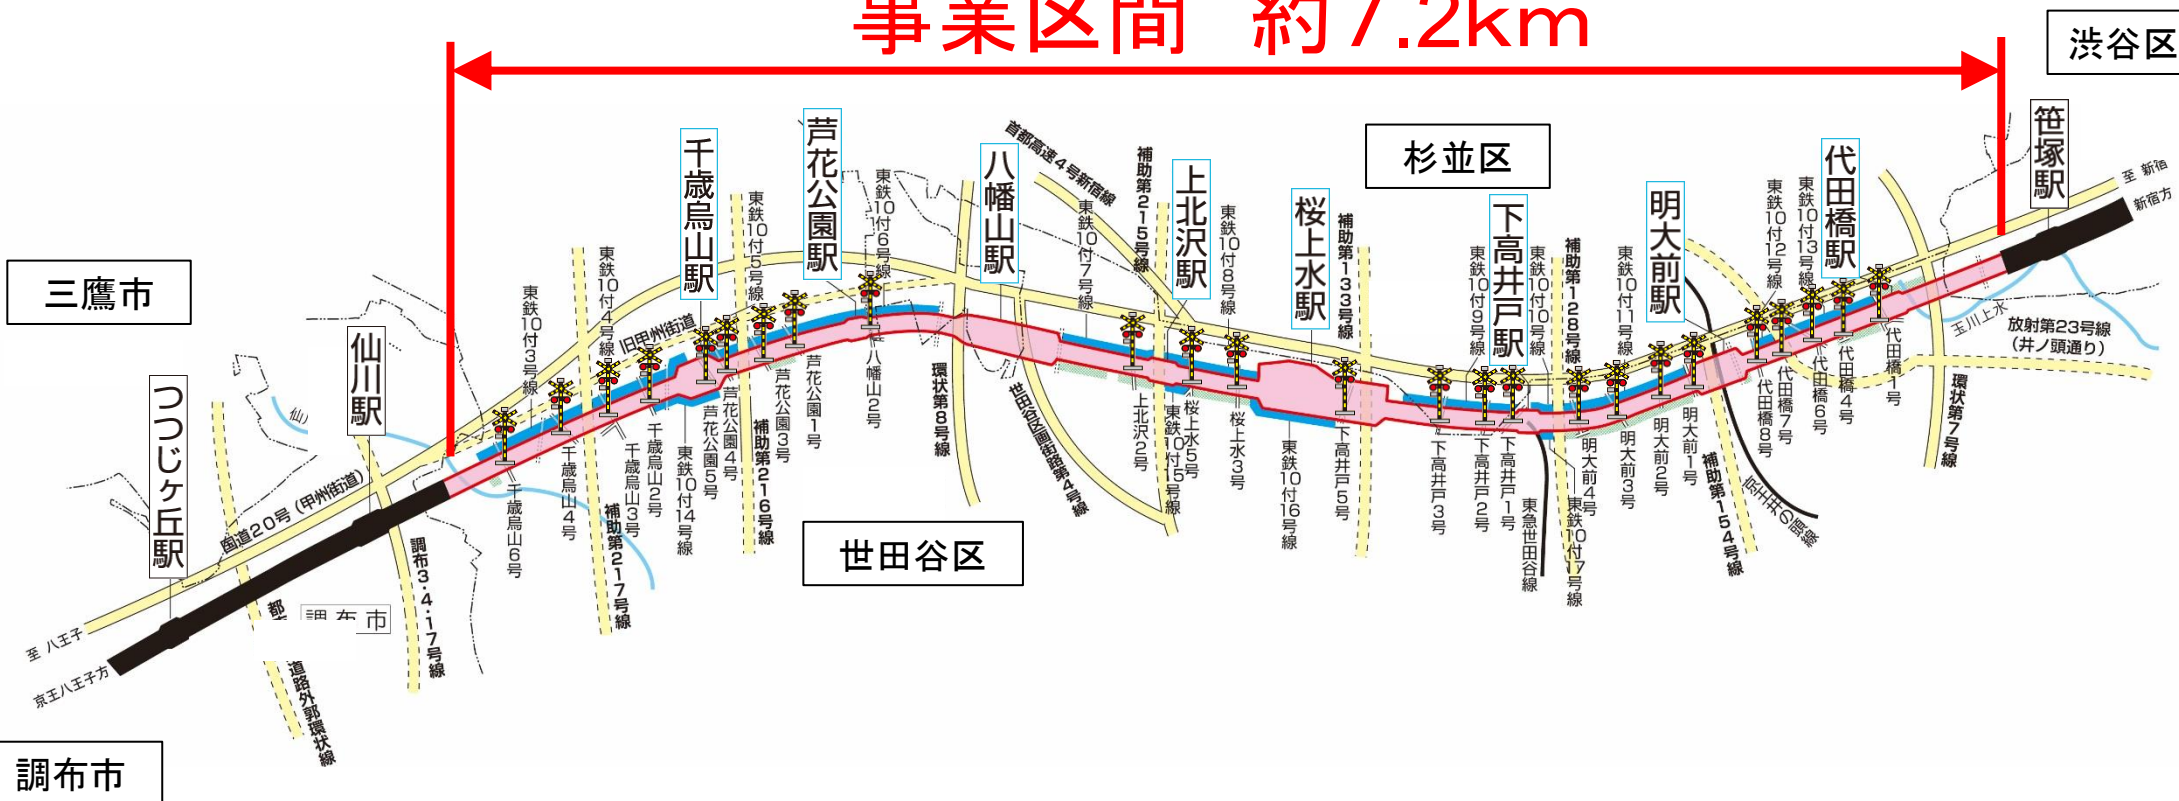 事業区間 約7.2km
渋谷区
杉並区
三鷹市
世田谷区
調布市
調布市
つつじヶ丘駅
仙川駅
千歳烏山駅
芦花公園駅
八幡山駅
上北沢駅
桜上水駅
下高井戸駅
明大前駅
代田橋駅
笹塚駅
至 新宿
新宿方
至 八王子
京王八王子方
国道20号(甲州街道)
旧甲州街道
首都高速4号新宿線
玉川上水
放射第23号線
(井ノ頭通り)
環状第7号線
環状第8号線
世田谷区画街路第4号線
調布3・4・17号線
都
道路外郭環状線
仙
補助第217号線
補助第216号線
補助第215号線
補助第133号線
補助第128号線
補助第154号線
京王井の頭線
東急世田谷線
東鉄10付3号線
東鉄10付4号線
東鉄10付5号線
東鉄10付6号線
東鉄10付7号線
東鉄10付8号線
東鉄10付9号線
東鉄10付10号線
東鉄10付11号線
東鉄10付12号線
東鉄10付13号線
東鉄10付14号線
東鉄10付15号線
東鉄10付16号線
東鉄10付17号線
千歳烏山6号
千歳烏山4号
千歳烏山3号
千歳烏山2号
芦花公園5号
芦花公園4号
芦花公園3号
芦花公園1号
八幡山2号
上北沢2号
桜上水5号
桜上水3号
下高井戸5号
下高井戸3号
下高井戸2号
下高井戸1号
明大前4号
明大前3号
明大前2号
明大前1号
代田橋8号
代田橋7号
代田橋6号
代田橋4号
代田橋1号